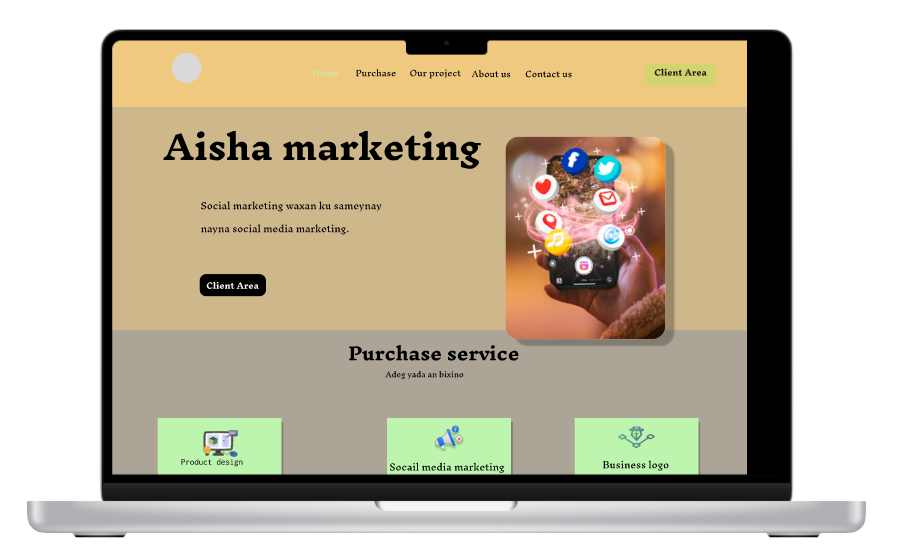 Home Purchase Our project About us Contact us Client Area
Aisha marketing
Social marketing waxan ku sameynay
nayna social media marketing.
Client Area
Purchase service
Adeg yada an bixino
Product design
Socail media marketing
Business logo